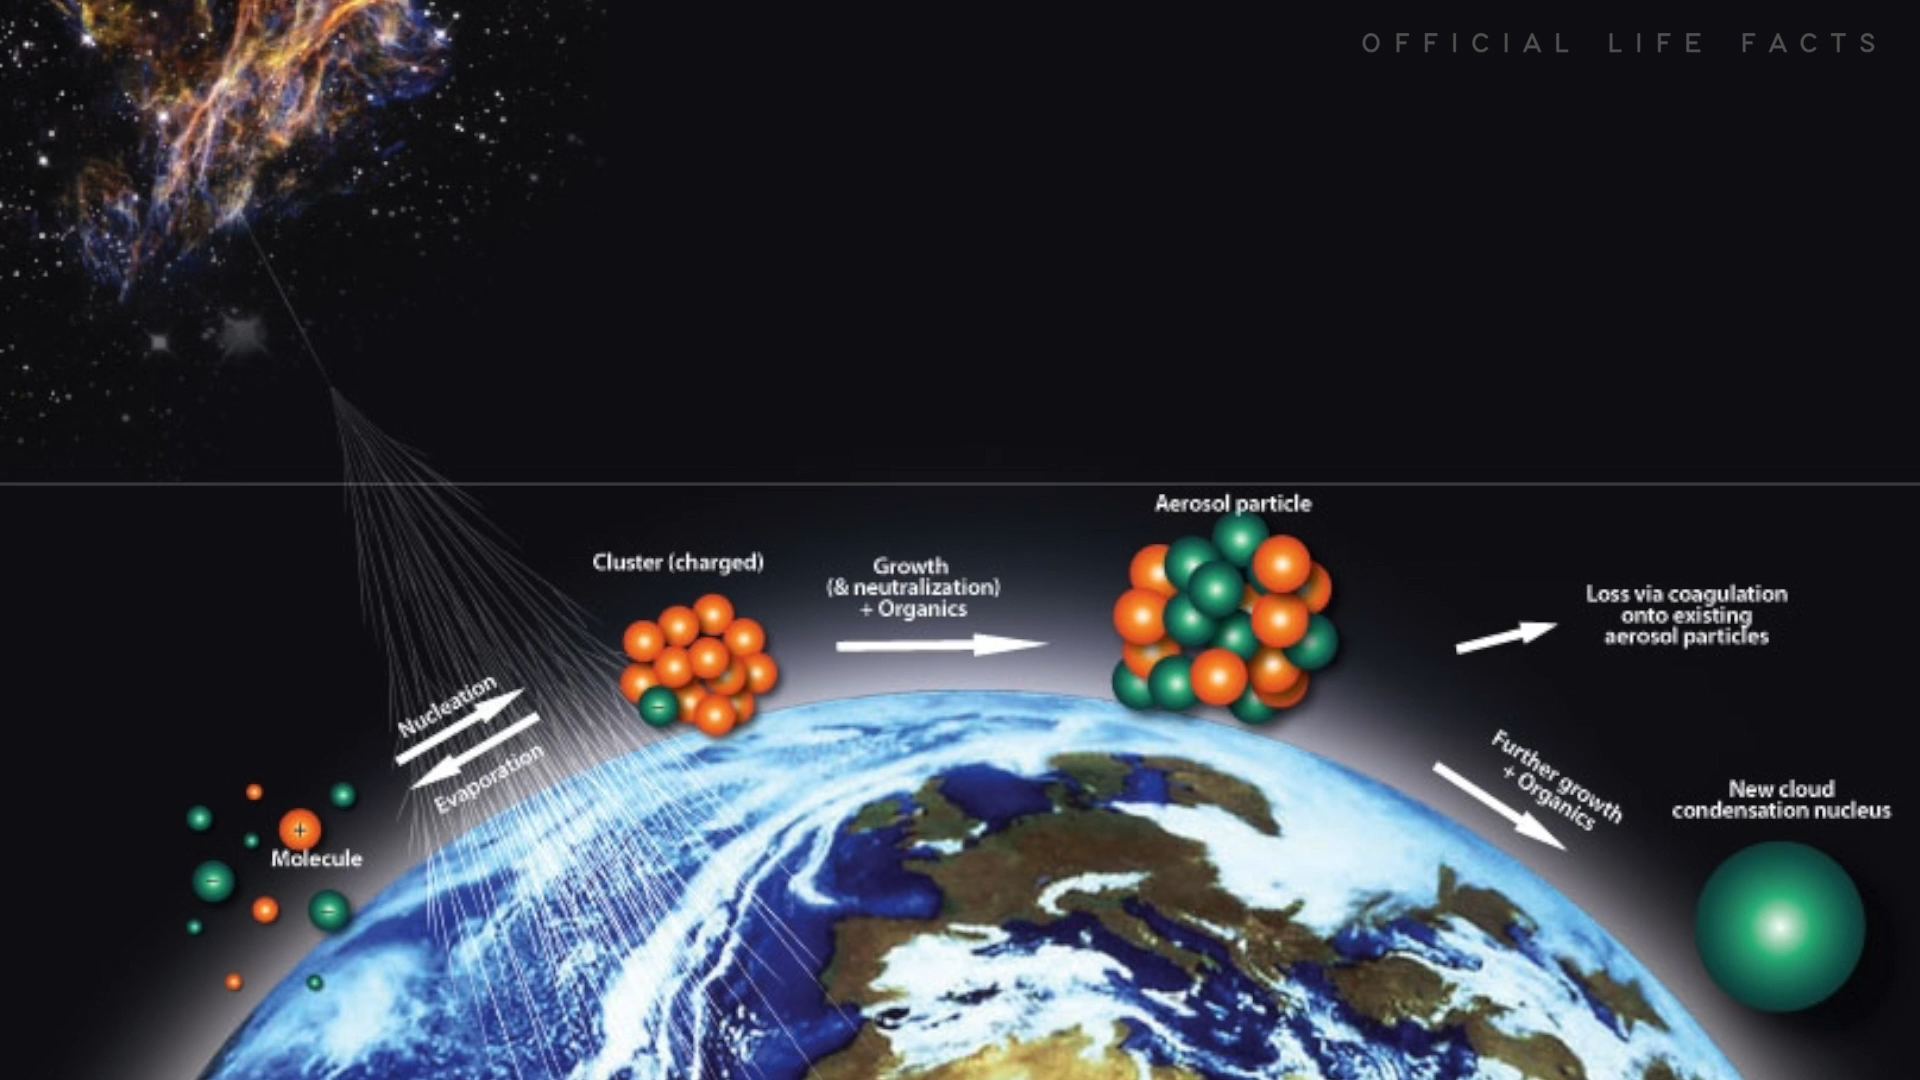 OFFICIAL LIFE FACTS
Aerosol particle
Cluster (charged)
Growth
(& neutralization)
+ Organics
Loss via coagulation
onto existing
aerosol particles
Nucleation
Evaporation
Further growth
+ Organics
New cloud
condensation nucleus
+
Molecule
−
−
−